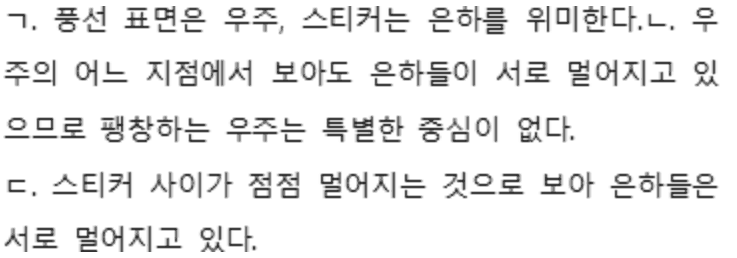 ㄱ. 풍선 표면은 우주, 스티커는 은하를 위미한다.ㄴ. 우
주의 어느 지점에서 보아도 은하들이 서로 멀어지고 있
으므로 팽창하는 우주는 특별한 중심이 없다.
ㄷ. 스티커 사이가 점점 멀어지는 것으로 보아 은하들은
서로 멀어지고 있다.